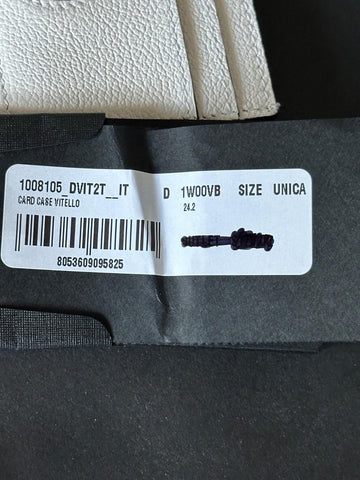 1008105_DVIT2T__IT D 1W00VB SIZE UNICA
CARD CASE VITELLO 24.2
8053609095825